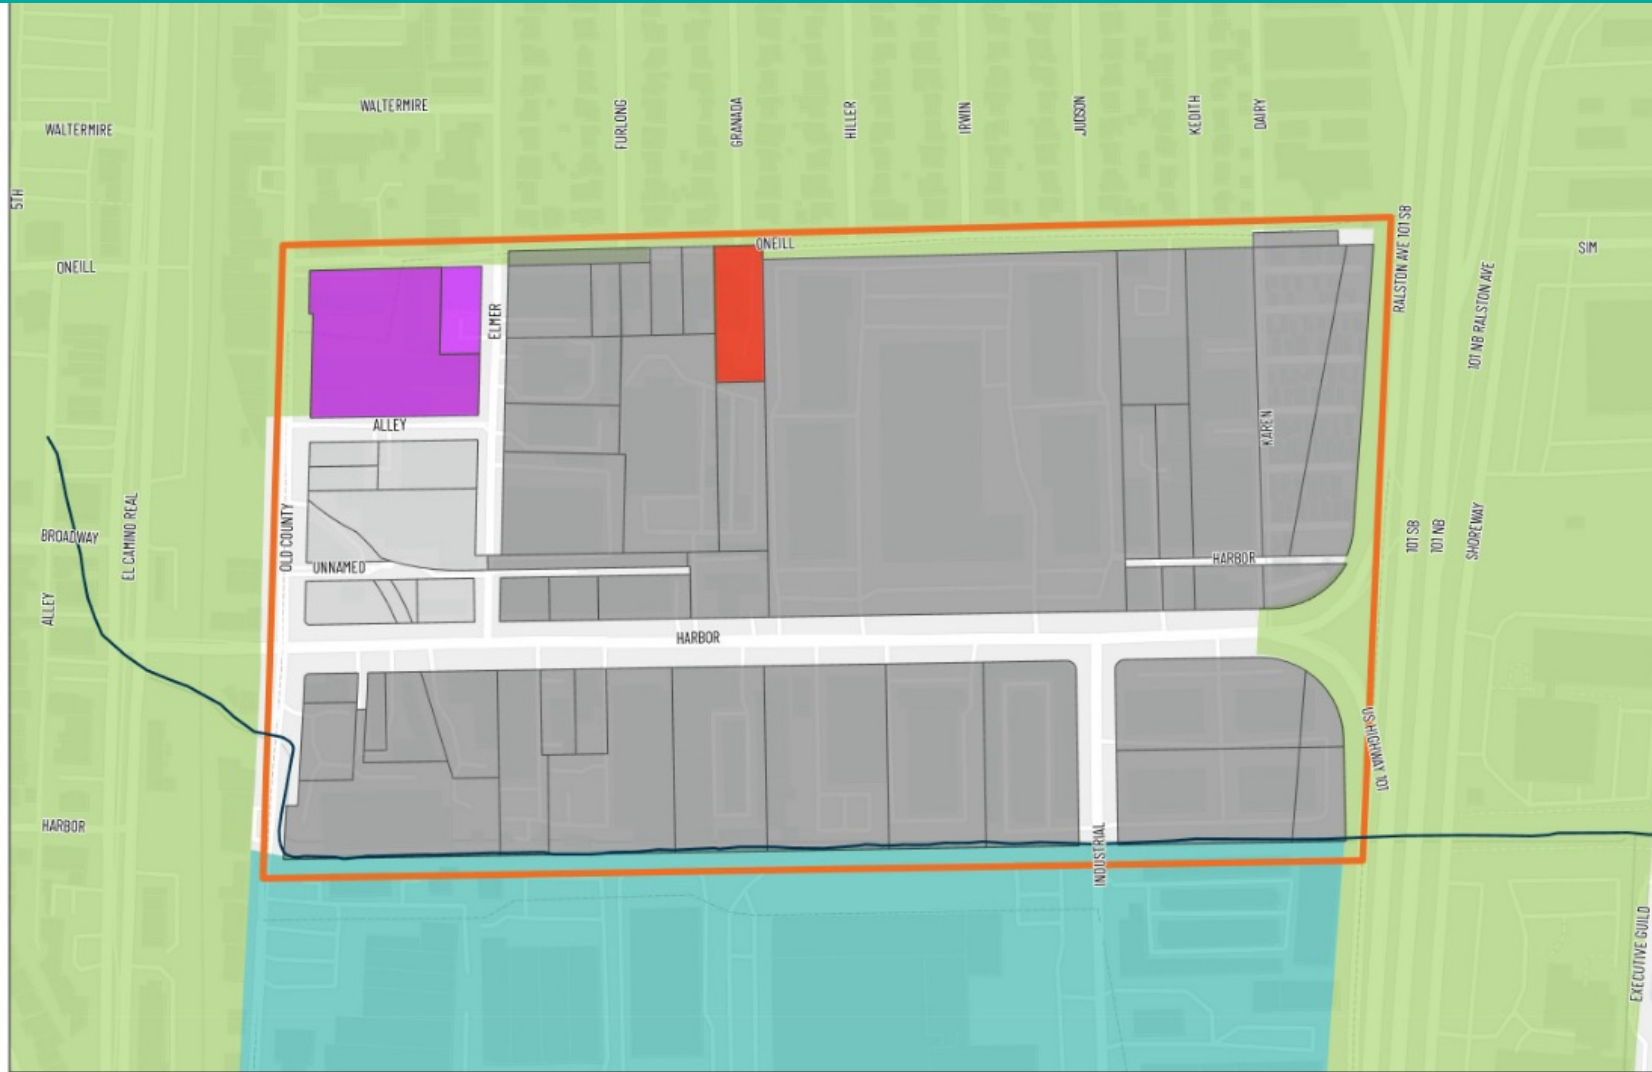 WALTERMIRE
WALTERMIRE
FURLONG
GRANADA
HILLER
IRWIN
JUDSON
KEDITH
DAIRY
5TH
ONEILL
ONEILL
RALSTON AVE 101 SB
SIM
101 NB RALSTON AVE
ELMER
ALLEY
KAREN
BROADWAY
EL CAMINO REAL
OLD COUNTY
101 SB
101 NB
SHOREWAY
HARBOR
UNNAMED
ALLEY
HARBOR
US HIGHWAY 101
HARBOR
INDUSTRIAL
EXECUTIVE GUILD